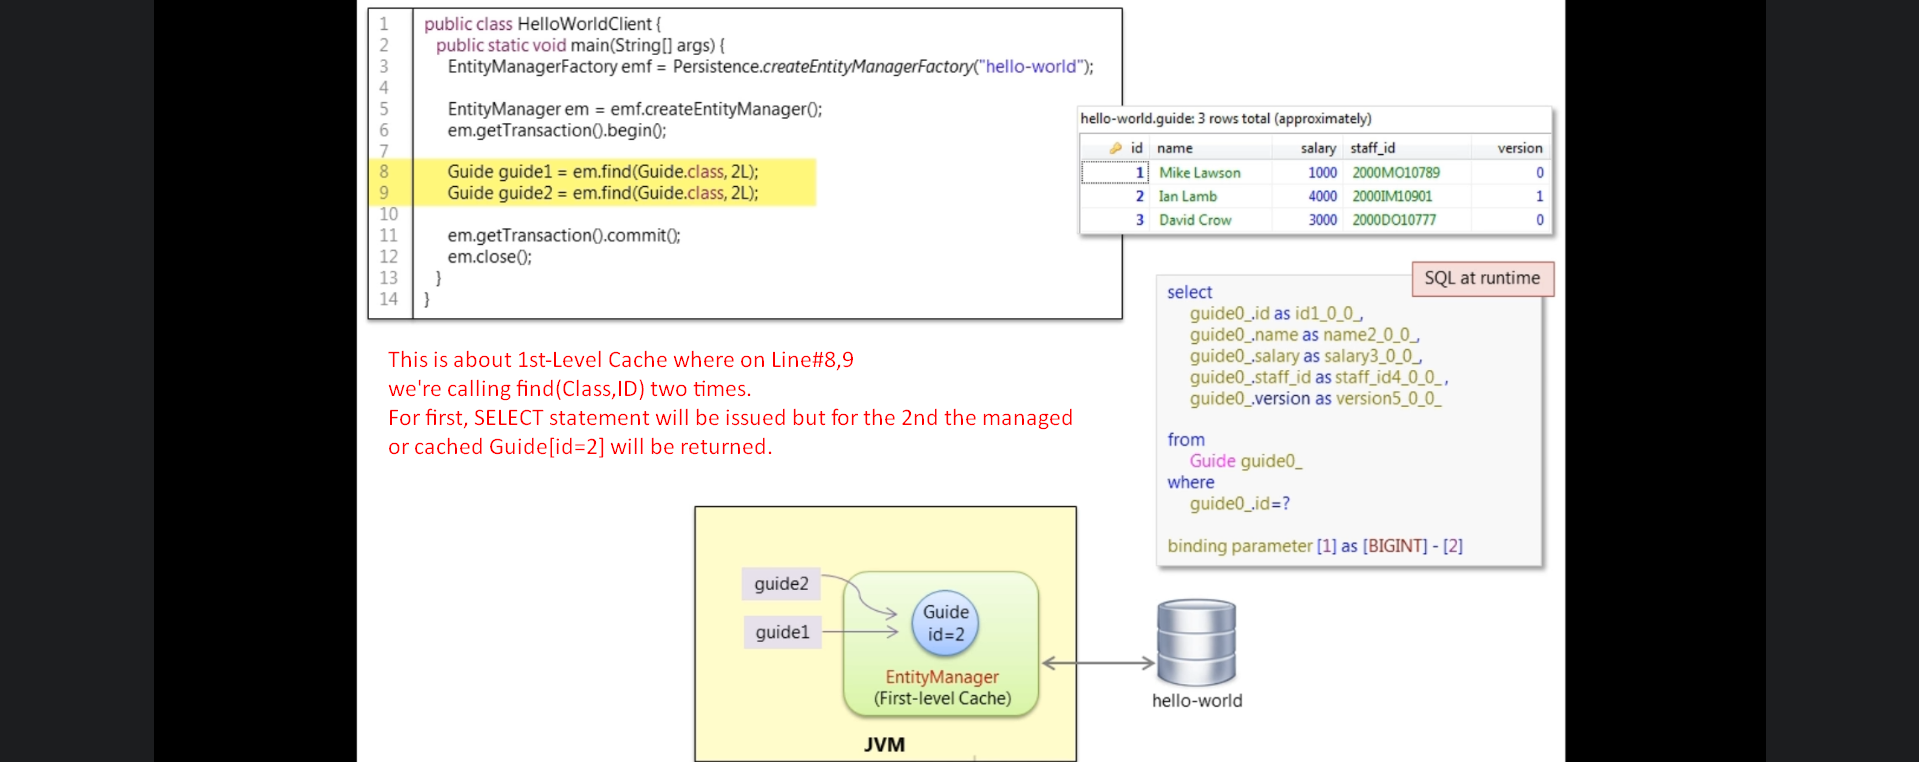 1 public class HelloWorldClient {
2 public static void main(String[] args) {
3 EntityManagerFactory emf = Persistence.createEntityManagerFactory("hello-world");
4
5 EntityManager em = emf.createEntityManager();
6 em.getTransaction().begin();
7
8 Guide guide1 = em.find(Guide.class, 2L);
9 Guide guide2 = em.find(Guide.class, 2L);
10
11 em.getTransaction().commit();
12 em.close();
13 }
14 }
hello-world.guide: 3 rows total (approximately)
id name salary staff_id version
1 Mike Lawson 1000 2000MO10789 0
2 Ian Lamb 4000 2000IM10901 1
3 David Crow 3000 2000DO10777 0
SQL at runtime
select
guide0_.id as id1_0_0_,
guide0_.name as name2_0_0_,
guide0_.salary as salary3_0_0_,
guide0_.staff_id as staff_id4_0_0_,
guide0_.version as version5_0_0_
from
Guide guide0_
where
guide0_.id=?
binding parameter [1] as [BIGINT] - [2]
This is about 1st-Level Cache where on Line#8,9
we're calling find(Class,ID) two times.
For first, SELECT statement will be issued but for the 2nd the managed
or cached Guide[id=2] will be returned.
guide2
guide1
Guide
id=2
EntityManager
(First-level Cache)
JVM
hello-world